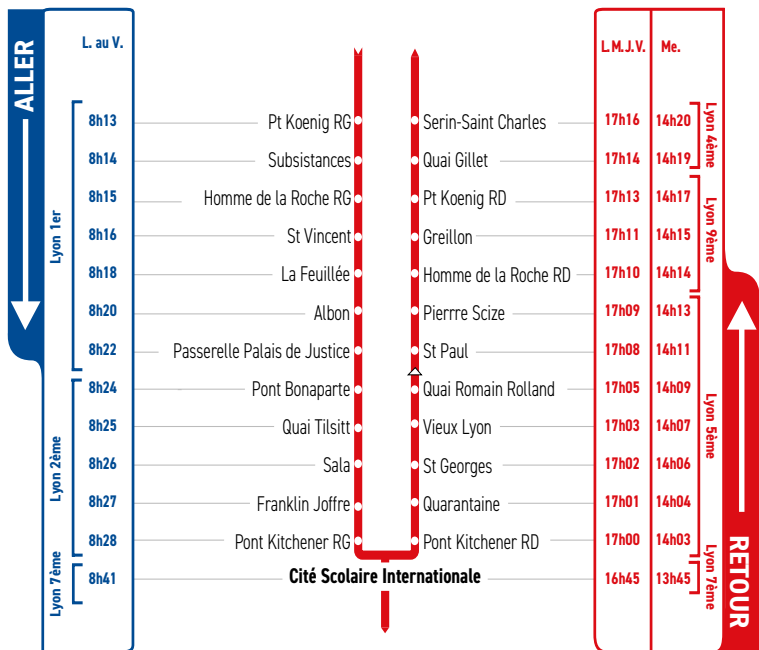 ALLER
L. au V.
L.M.J.V. Me.
8h13 Pt Koenig RG Serin-Saint Charles 17h16 14h20
8h14 Subsistances Quai Gillet 17h14 14h19
8h15 Homme de la Roche RG Pt Koenig RD 17h13 14h17
8h16 St Vincent Greillon 17h11 14h15
8h18 La Feuillée Homme de la Roche RD 17h10 14h14
8h20 Albon Pierrre Scize 17h09 14h13
8h22 Passerelle Palais de Justice St Paul 17h08 14h11
8h24 Pont Bonaparte Quai Romain Rolland 17h05 14h09
8h25 Quai Tilsitt Vieux Lyon 17h03 14h07
8h26 Sala St Georges 17h02 14h06
8h27 Franklin Joffre Quarantaine 17h01 14h04
8h28 Pont Kitchener RG Pont Kitchener RD 17h00 14h03
8h41 Cité Scolaire Internationale 16h45 13h45
Lyon 1er
Lyon 2ème
Lyon 7ème
Lyon 4ème
Lyon 9ème
Lyon 5ème
Lyon 7ème
RETOUR